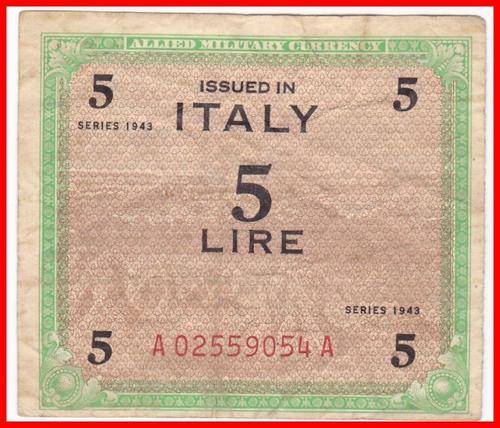 ALLIED MILITARY CURRENCY
5 ISSUED IN 5
SERIES 1943 ITALY
5
LIRE
SERIES 1943
5 A 02559054 A 5